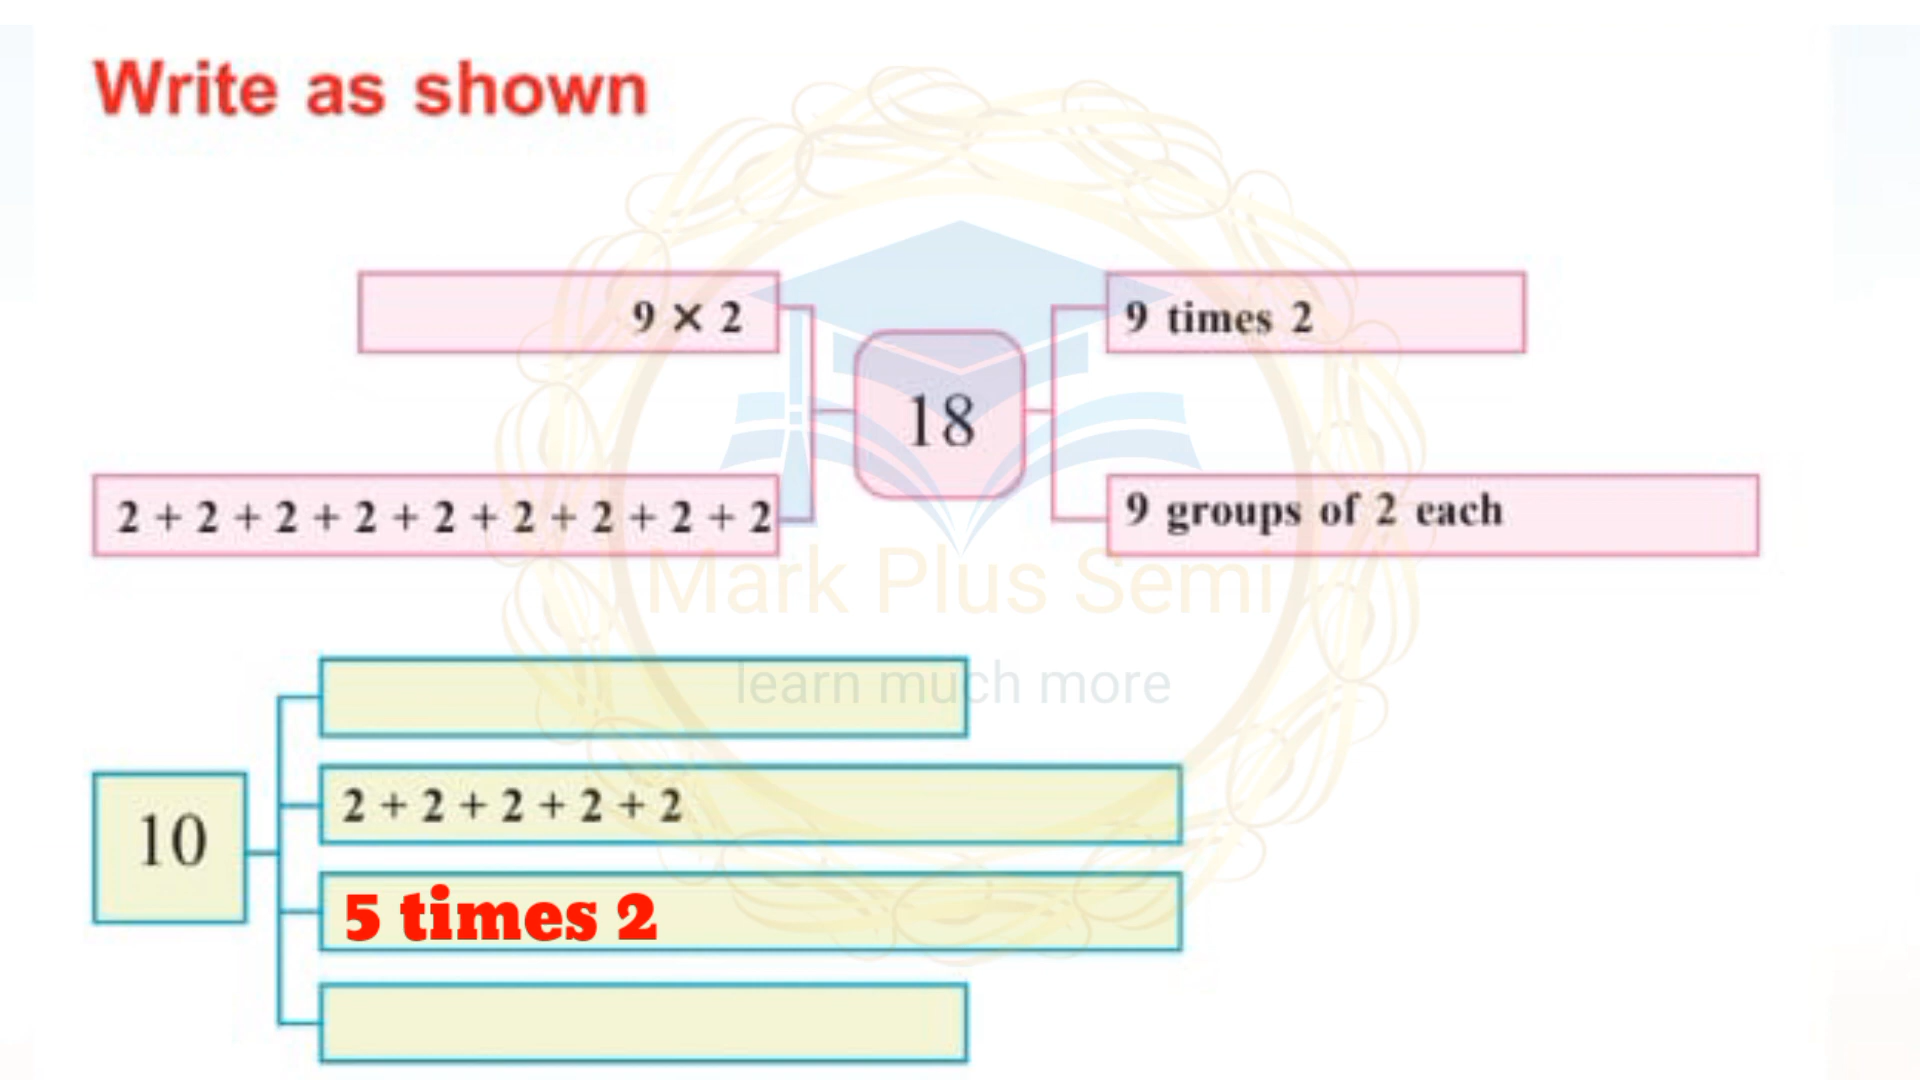 Write as shown
9 × 2
9 times 2
18
2 + 2 + 2 + 2 + 2 + 2 + 2 + 2 + 2
9 groups of 2 each
Mark Plus Semi
learn much more
2 + 2 + 2 + 2 + 2
10
5 times 2